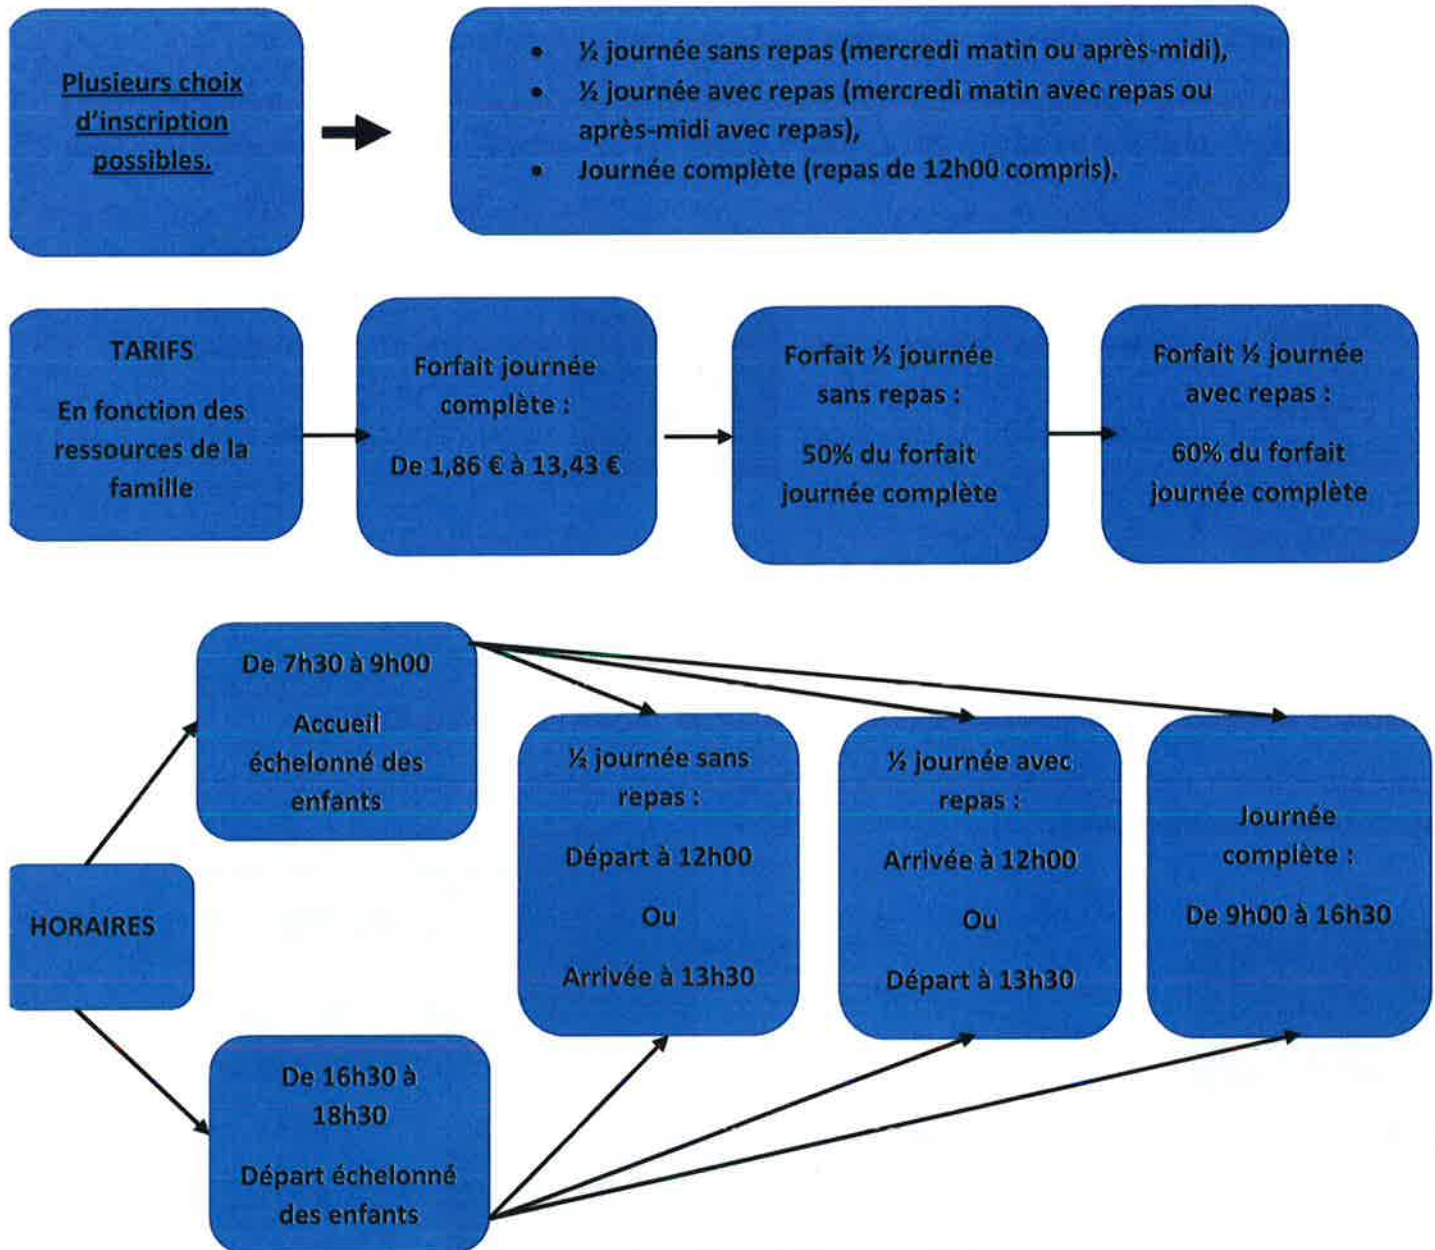 Plusieurs choix
d'inscription
possibles.
• ½ journée sans repas (mercredi matin ou après-midi),
• ½ journée avec repas (mercredi matin avec repas ou
après-midi avec repas),
• Journée complète (repas de 12h00 compris).
TARIFS
En fonction des
ressources de la
famille
Forfait journée
complète :
De 1,86 € à 13,43 €
Forfait ½ journée
sans repas :
50% du forfait
journée complète
Forfait ½ journée
avec repas :
60% du forfait
journée complète
HORAIRES
De 7h30 à 9h00
Accueil
échelonné des
enfants
½ journée sans
repas :
Départ à 12h00
Ou
Arrivée à 13h30
½ journée avec
repas :
Arrivée à 12h00
Ou
Départ à 13h30
Journée
complète :
De 9h00 à 16h30
De 16h30 à
18h30
Départ échelonné
des enfants